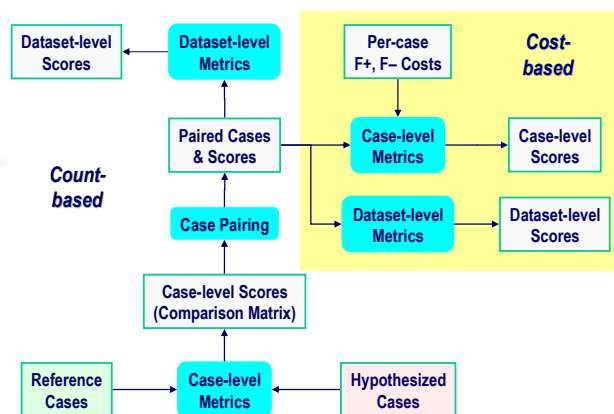 Dataset-level
Scores
Dataset-level
Metrics
Per-case
F+, F– Costs
Cost-
based
Paired Cases
& Scores
Case-level
Metrics
Case-level
Scores
Count-
based
Case Pairing
Dataset-level
Metrics
Dataset-level
Scores
Case-level Scores
(Comparison Matrix)
Reference
Cases
Case-level
Metrics
Hypothesized
Cases